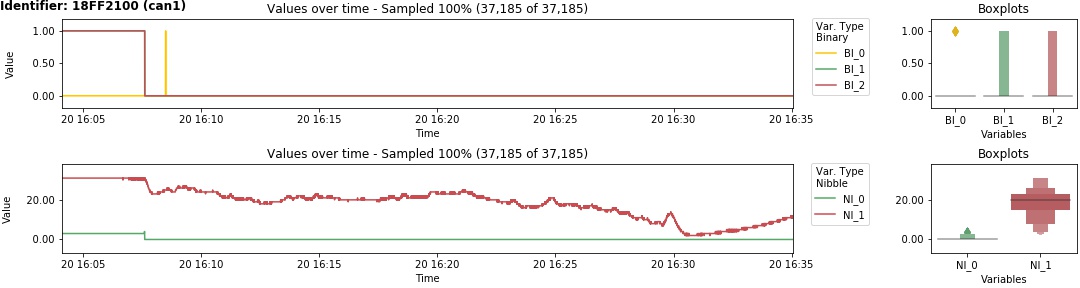 Identifier: 18FF2100 (can1)
Values over time - Sampled 100% (37,185 of 37,185)
Boxplots
1.00
0.50
0.00
Value
20 16:05
20 16:10
20 16:15
20 16:20
20 16:25
20 16:30
20 16:35
Time
Var. Type
Binary
BI_0
BI_1
BI_2
1.00
0.50
0.00
BI_0
BI_1
BI_2
Variables
Values over time - Sampled 100% (37,185 of 37,185)
Boxplots
20.00
0.00
Value
20 16:05
20 16:10
20 16:15
20 16:20
20 16:25
20 16:30
20 16:35
Time
Var. Type
Nibble
NI_0
NI_1
20.00
0.00
NI_0
NI_1
Variables